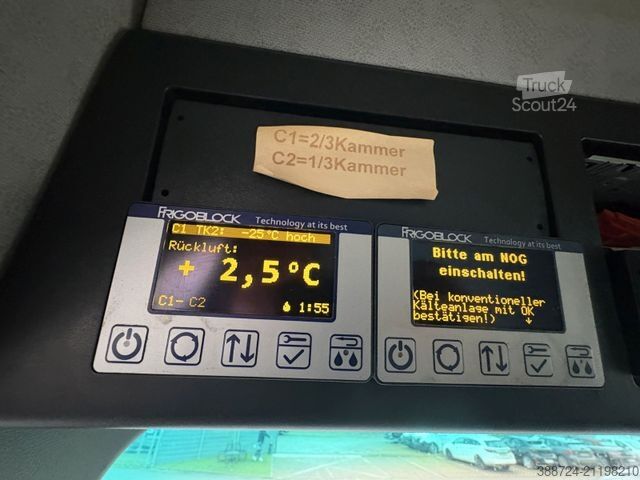 Truck
Scout24
C1=2/3Kammer
C2=1/3Kammer
FRIGOBLOCK Technology at its best
C1 TK2: -25°C hoch
Rückluft:
+ 2,5°C
C1- C2 1:55
FRIGOBLOCK Technology at its best
Bitte am NOG
einschalten!
(Bei konventioneller
Kälteanlage mit OK
bestätigen!)
388724-21198210